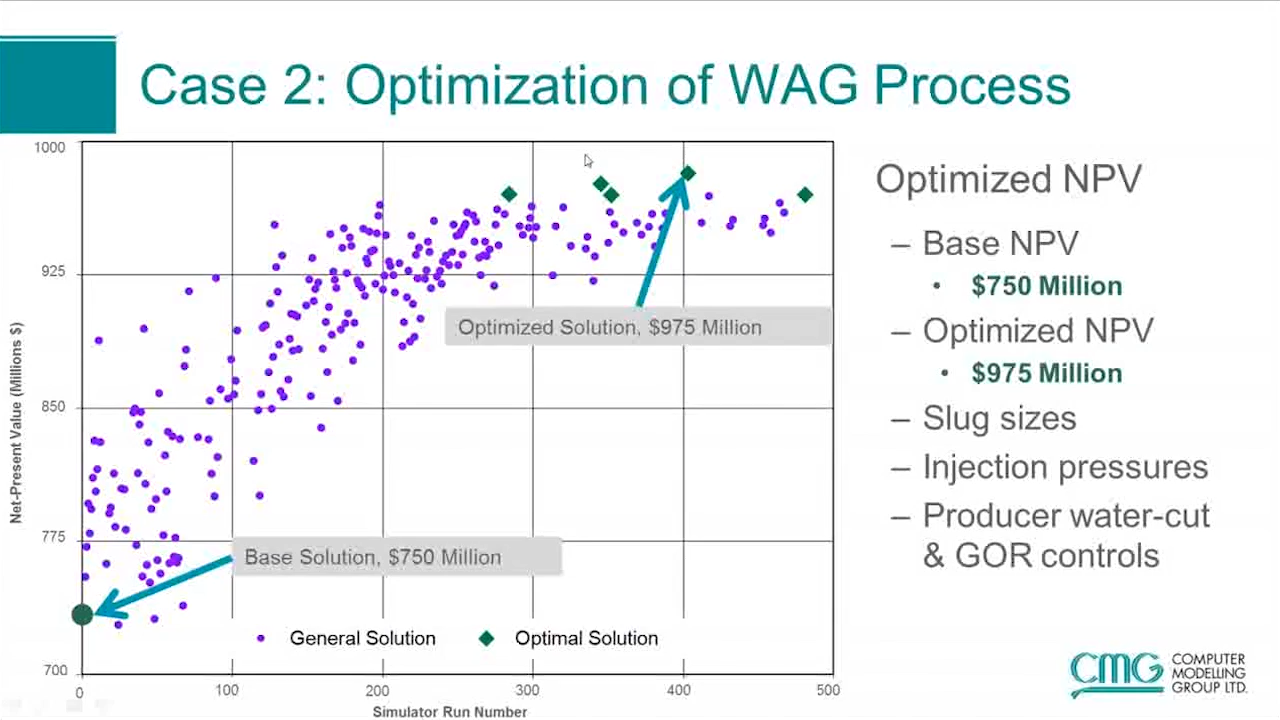 Case 2: Optimization of WAG Process
1000
925
850
775
700
Net-Present Value (Millions $)
0
100
200
300
400
500
Simulator Run Number
Optimized Solution, $975 Million
Base Solution, $750 Million
General Solution
Optimal Solution
Optimized NPV
– Base NPV
• $750 Million
– Optimized NPV
• $975 Million
– Slug sizes
– Injection pressures
– Producer water-cut
& GOR controls
CMG
COMPUTER
MODELLING
GROUP LTD.